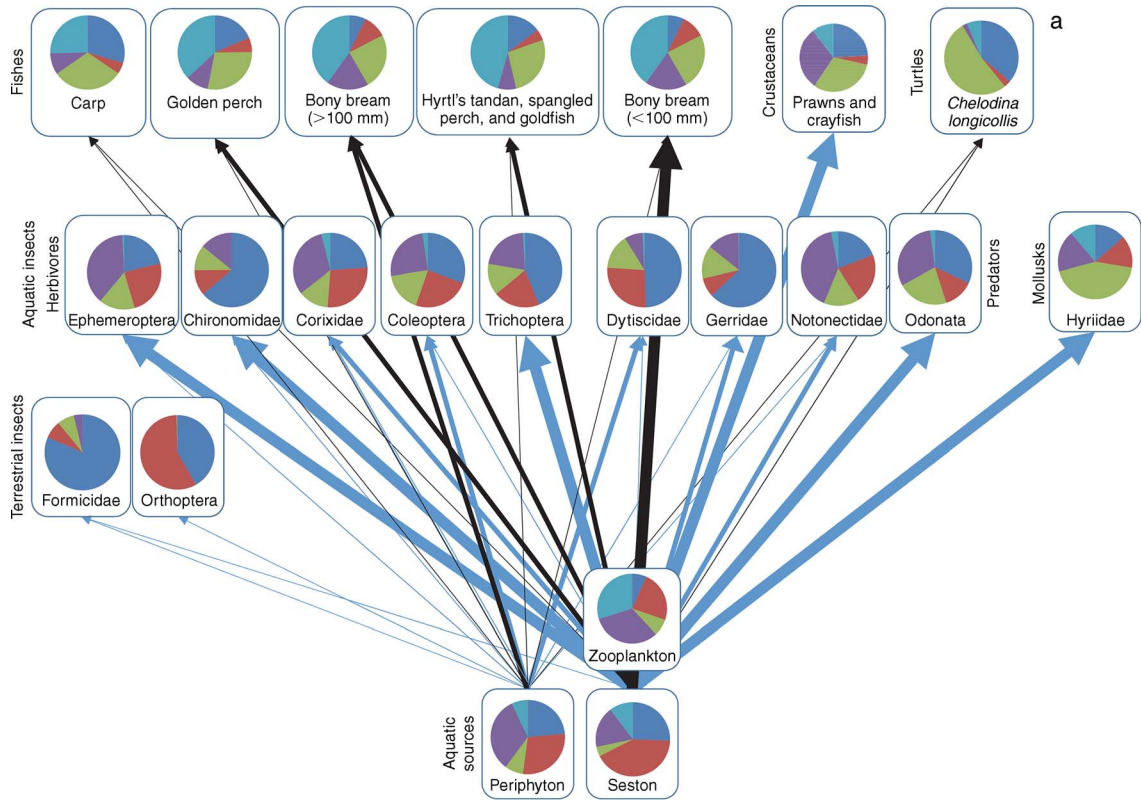 a
Fishes
Carp
Golden perch
Bony bream
(>100 mm)
Hyrtl's tandan, spangled
perch, and goldfish
Bony bream
(<100 mm)
Crustaceans
Prawns and
crayfish
Turtles
Chelodina
longicollis
Aquatic insects
Herbivores
Ephemeroptera
Chironomidae
Corixidae
Coleoptera
Trichoptera
Dytiscidae
Gerridae
Notonectidae
Odonata
Predators
Mollusks
Hyriidae
Terrestrial insects
Formicidae
Orthoptera
Zooplankton
Aquatic
sources
Periphyton
Seston